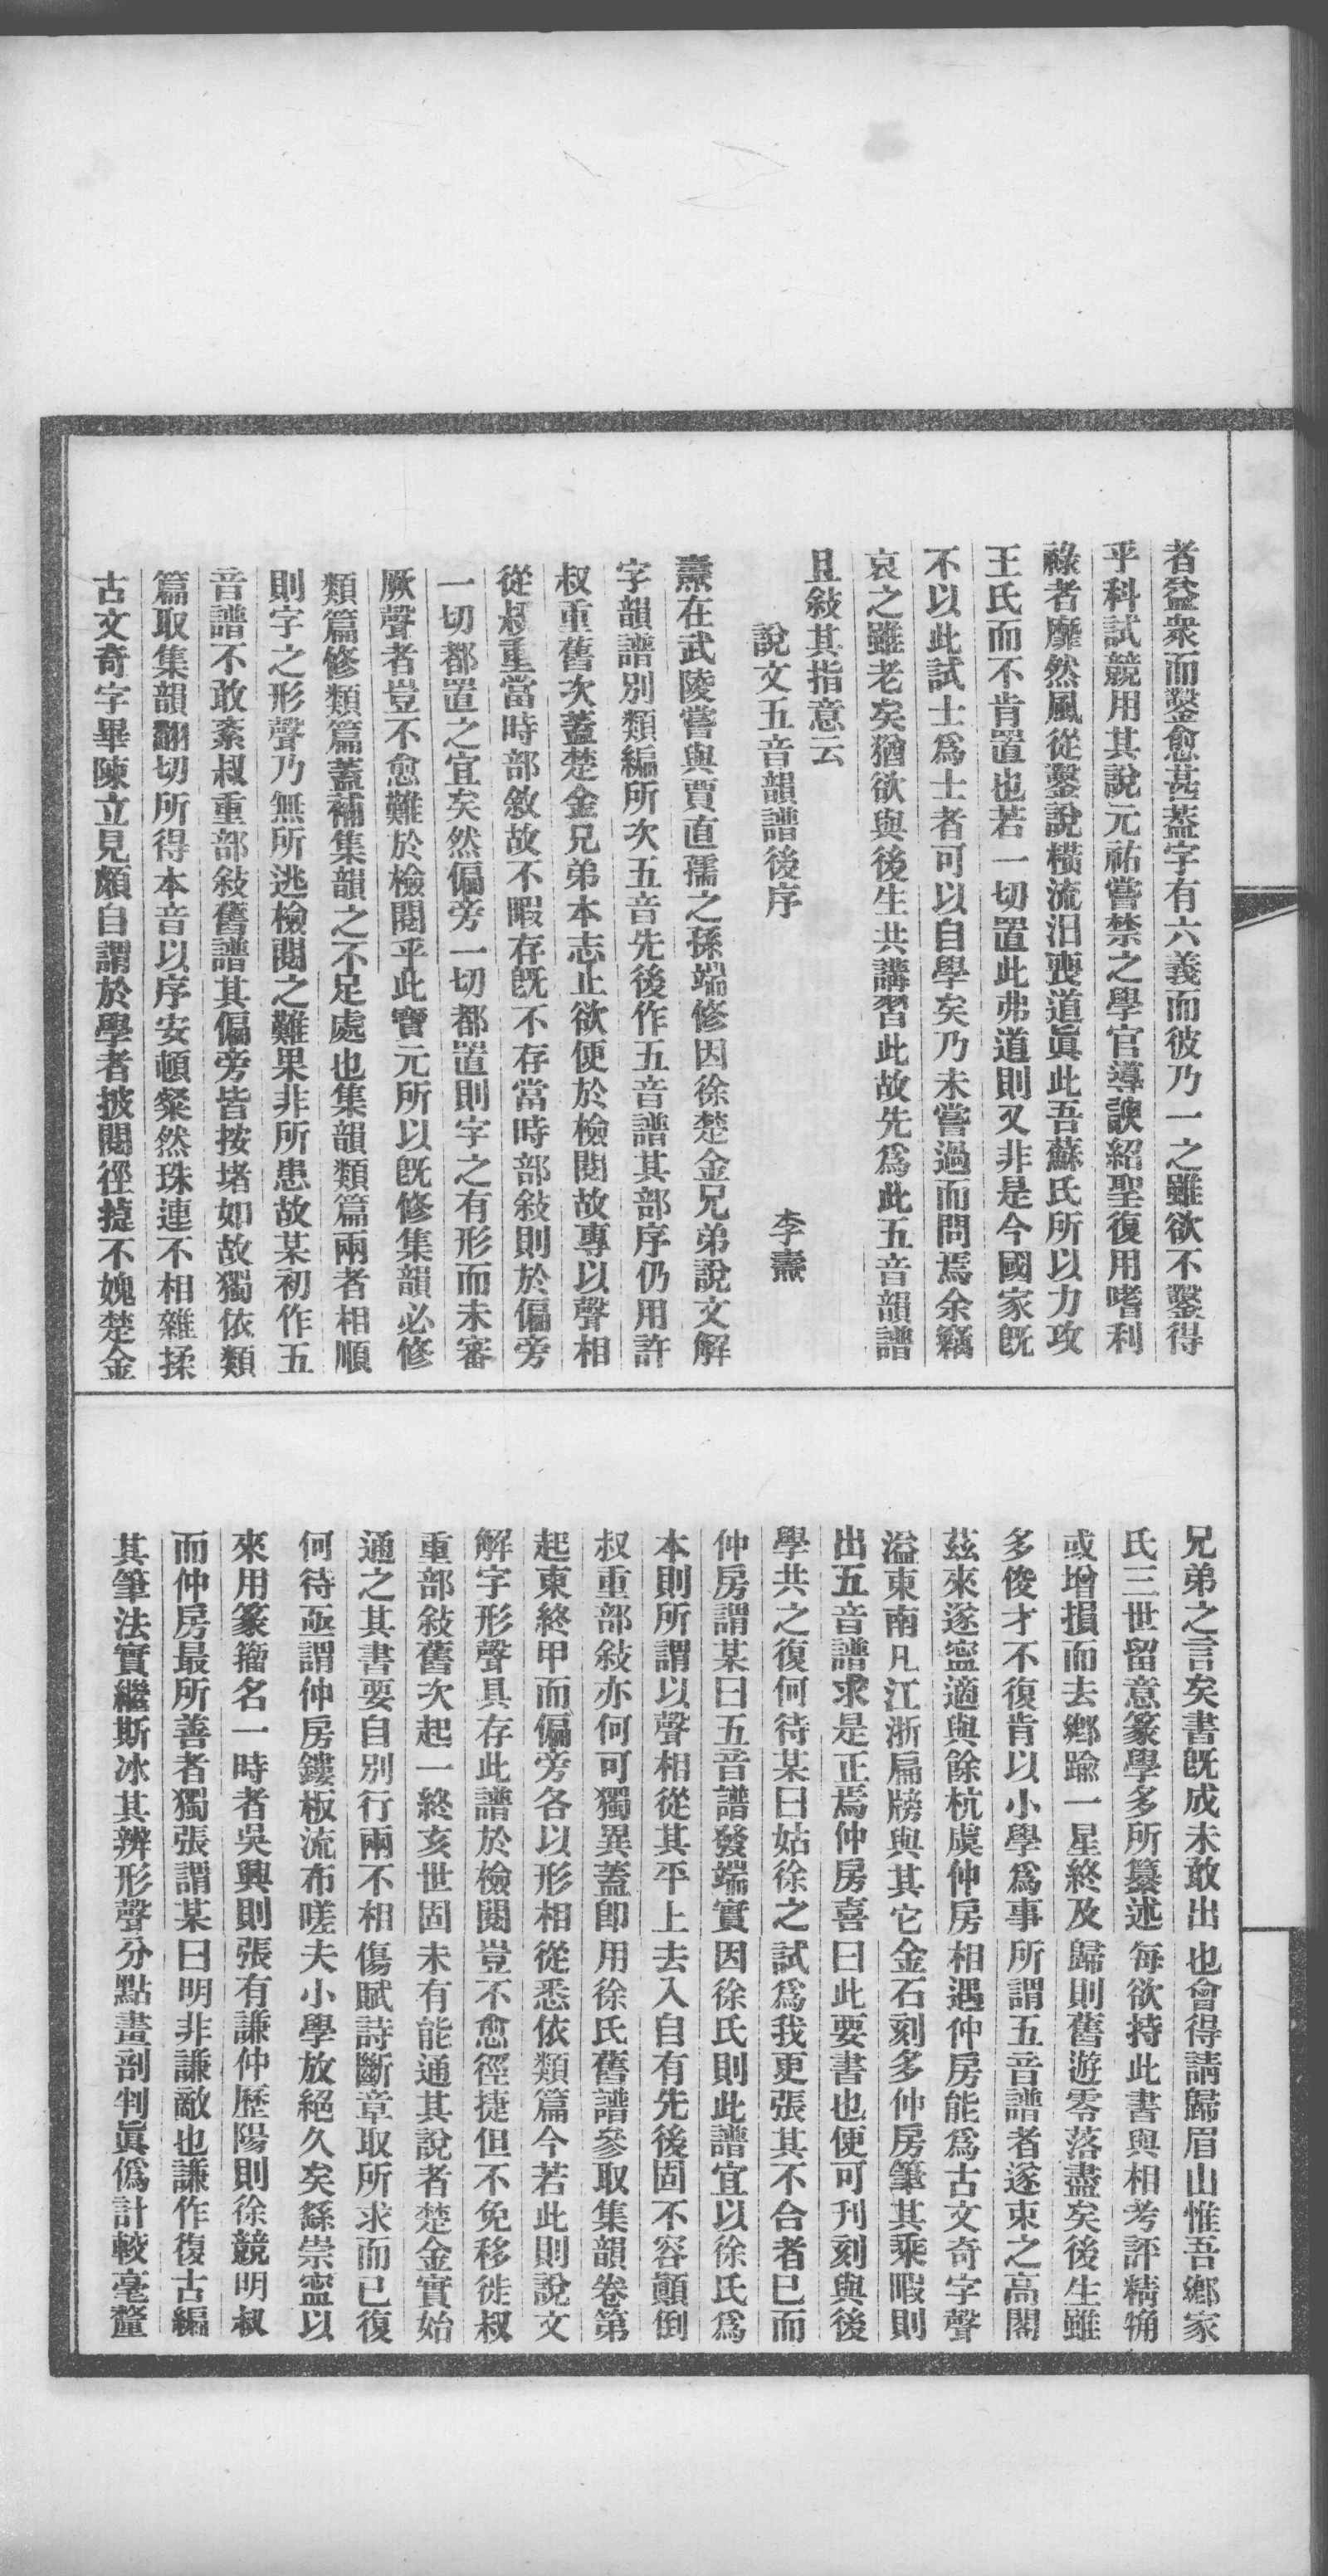 者益衆而鑿愈甚蓋字有六義而彼乃一之雖欲不鑿得
乎科試競用其說元祐嘗禁之學官導諛紹聖復用嗜利
祿者靡然風從鑿說橫流汨喪道眞此吾蘇氏所以力攻
王氏而不肯置也若一切置此弗道則又非是今國家旣
不以此試士爲士者可以自學矣乃未嘗過而問焉余竊
哀之雖老矣猶欲與後生共講習此故先爲此五音韻譜
且敍其指意云
說文五音韻譜後序 李燾
燾在武陵嘗與賈直孺之孫端修因徐楚金兄弟說文解
字韻譜別類編所次五音先後作五音譜其部序仍用許
叔重舊次蓋楚金兄弟本志止欲便於檢閱故專以聲相
從叔重當時部敘故不暇存旣不存當時部敍則於偏旁
一切都置之宜矣然偏旁一切都置則字之有形而未審
厥聲者豈不愈難於檢閱乎此寶元所以旣修集韻必修
類篇修類篇蓋補集韻之不足處也集韻類篇兩者相順
則字之形聲乃無所逃檢閱之難果非所患故某初作五
音譜不敢紊叔重部敍舊譜其偏旁皆按堵如故獨依類
篇取集韻翻切所得本音以序安頓粲然珠連不相雜揉
古文奇字畢陳立見頗自謂於學者披閱徑捷不媿楚金
兄弟之言矣書旣成未敢出也會得請歸眉山惟吾鄉家
氏三世留意篆學多所纂述每欲持此書與相考評精觕
或增損而去鄉踰一星終及歸則舊遊零落盡矣後生雖
多俊才不復肯以小學爲事所謂五音譜者遂束之高閣
茲來遂寧適與餘杭虞仲房相遇仲房能爲古文奇字聲
溢東南凡江浙扁牓與其它金石刻多仲房筆其乘暇則
出五音譜求是正焉仲房喜曰此要書也便可刊刻與後
學共之復何待某曰姑徐之試爲我更張其不合者已而
仲房謂某曰五音譜發端實因徐氏則此譜宜以徐氏爲
本則所謂以聲相從其平上去入自有先後固不容顚倒
叔重部敍亦何可獨異蓋卽用徐氏舊譜參取集韻卷第
起東終甲而偏旁各以形相從悉依類篇今若此則說文
解字形聲具存此譜於檢閱豈不愈徑捷但不免移徙叔
重部敍舊次起一終亥世固未有能通其說者楚金實始
通之其書要自別行兩不相傷賦詩斷章取所求而已復
何待亟謂仲房鏤板流布嗟夫小學放絕久矣繇崇寧以
來用篆籀名一時者吳興則張有謙仲歷陽則徐競明叔
而仲房最所善者獨張謂某曰明非謙敵也謙作復古編
其筆法實繼斯冰其辨形聲分點畫剖判眞僞計較毫釐